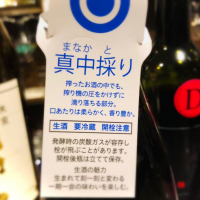 まなか と
真中採り
搾ったお酒の中でも、
搾り機の圧をかけずに
滴り落ちる部分。
口あたりは柔らかく、香り豊か。
生酒 要冷蔵 開栓注意
発酵時の炭酸ガスが容存し
栓が飛ぶことがあります。
開栓後瓶は立てて保存。
生酒の魅力
生まれて刻一刻と変わる
一期一会の味わいを楽しむ。
D